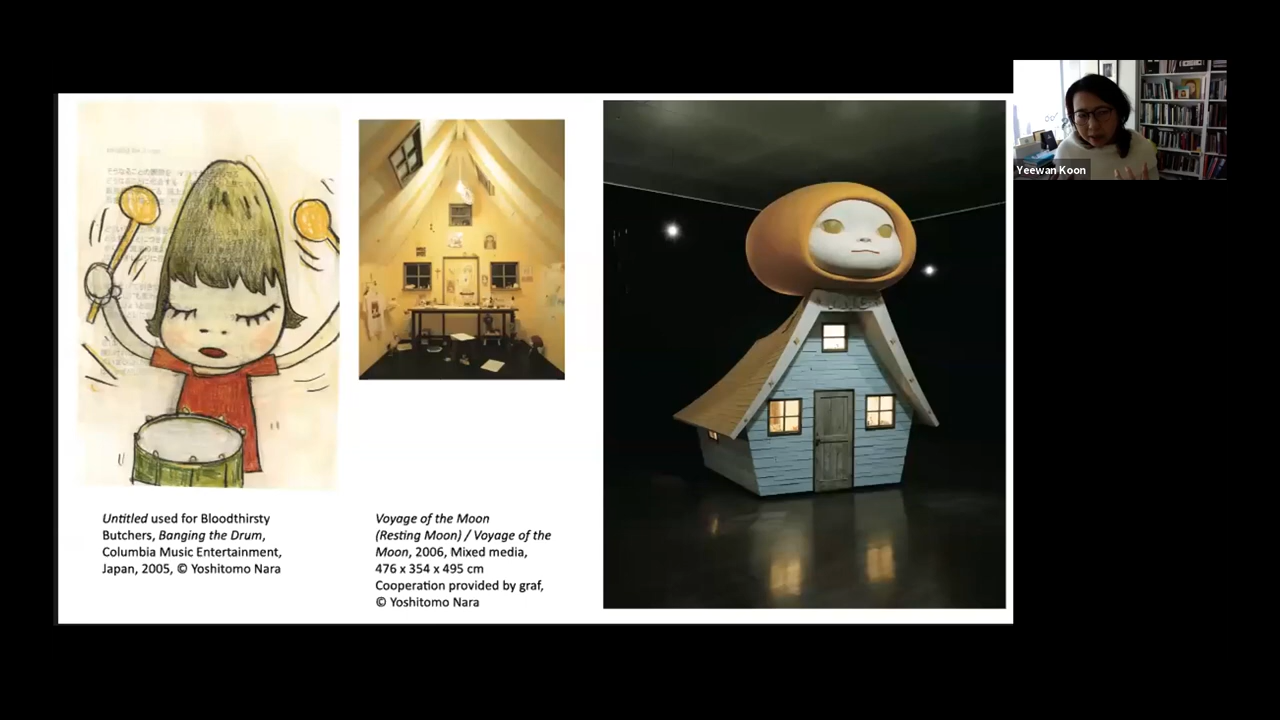 Untitled used for Bloodthirsty
Butchers, Banging the Drum,
Columbia Music Entertainment,
Japan, 2005, © Yoshitomo Nara
Voyage of the Moon
(Resting Moon) / Voyage of the
Moon, 2006, Mixed media,
476 x 354 x 495 cm
Cooperation provided by graf,
© Yoshitomo Nara
Yeewan Koon